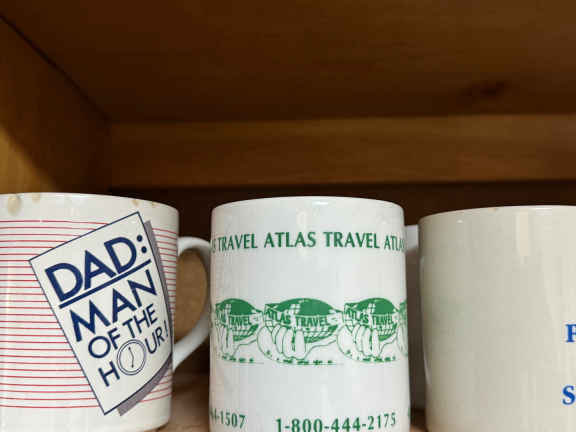 DAD:
MAN
OF THE
HOUR!
TRAVEL ATLAS TRAVEL
ATLAS TRAVEL
ATLAS TRAVEL
ATLAS TRAVEL
-1507 1-800-444-2175
F
S